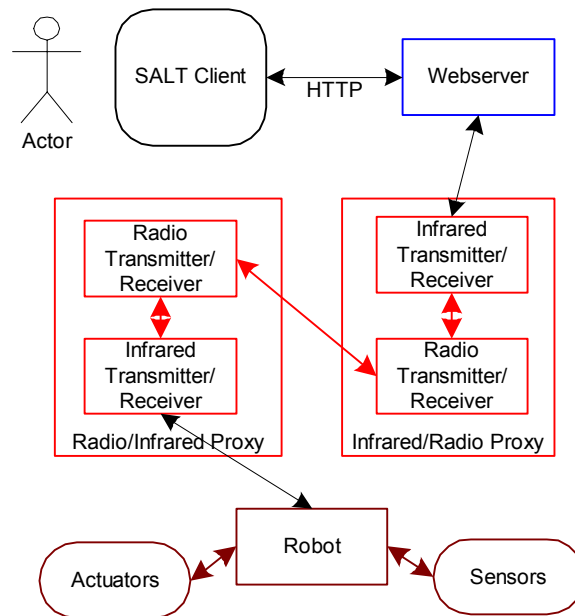 SALT Client
HTTP
Webserver
Actor
Radio
Transmitter/
Receiver
Infrared
Transmitter/
Receiver
Radio/Infrared Proxy
Infrared
Transmitter/
Receiver
Radio
Transmitter/
Receiver
Infrared/Radio Proxy
Robot
Actuators
Sensors